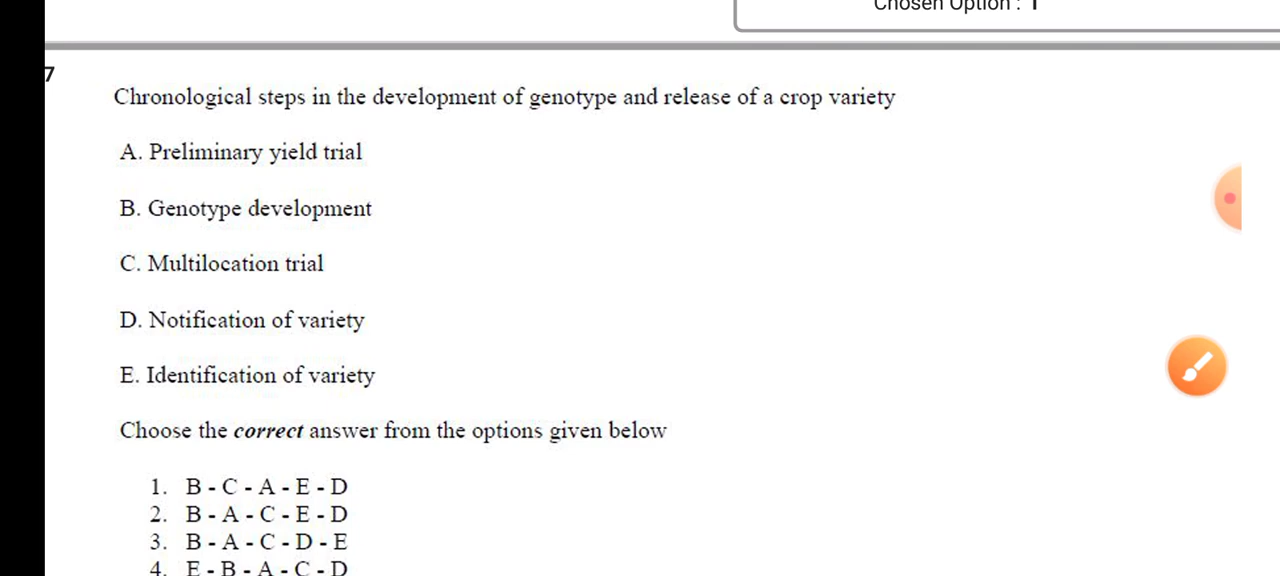 Chosen Option : 1
7
Chronological steps in the development of genotype and release of a crop variety
A. Preliminary yield trial
B. Genotype development
C. Multilocation trial
D. Notification of variety
E. Identification of variety
Choose the correct answer from the options given below
1. B - C - A - E - D
2. B - A - C - E - D
3. B - A - C - D - E
4. E - B - A - C - D